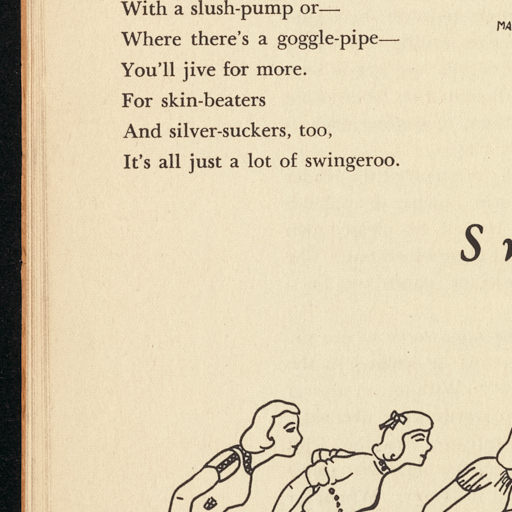 With a slush-pump or—
Where there's a goggle-pipe—
You'll jive for more.
For skin-beaters
And silver-suckers, too,
It's all just a lot of swingeroo.
MA
S